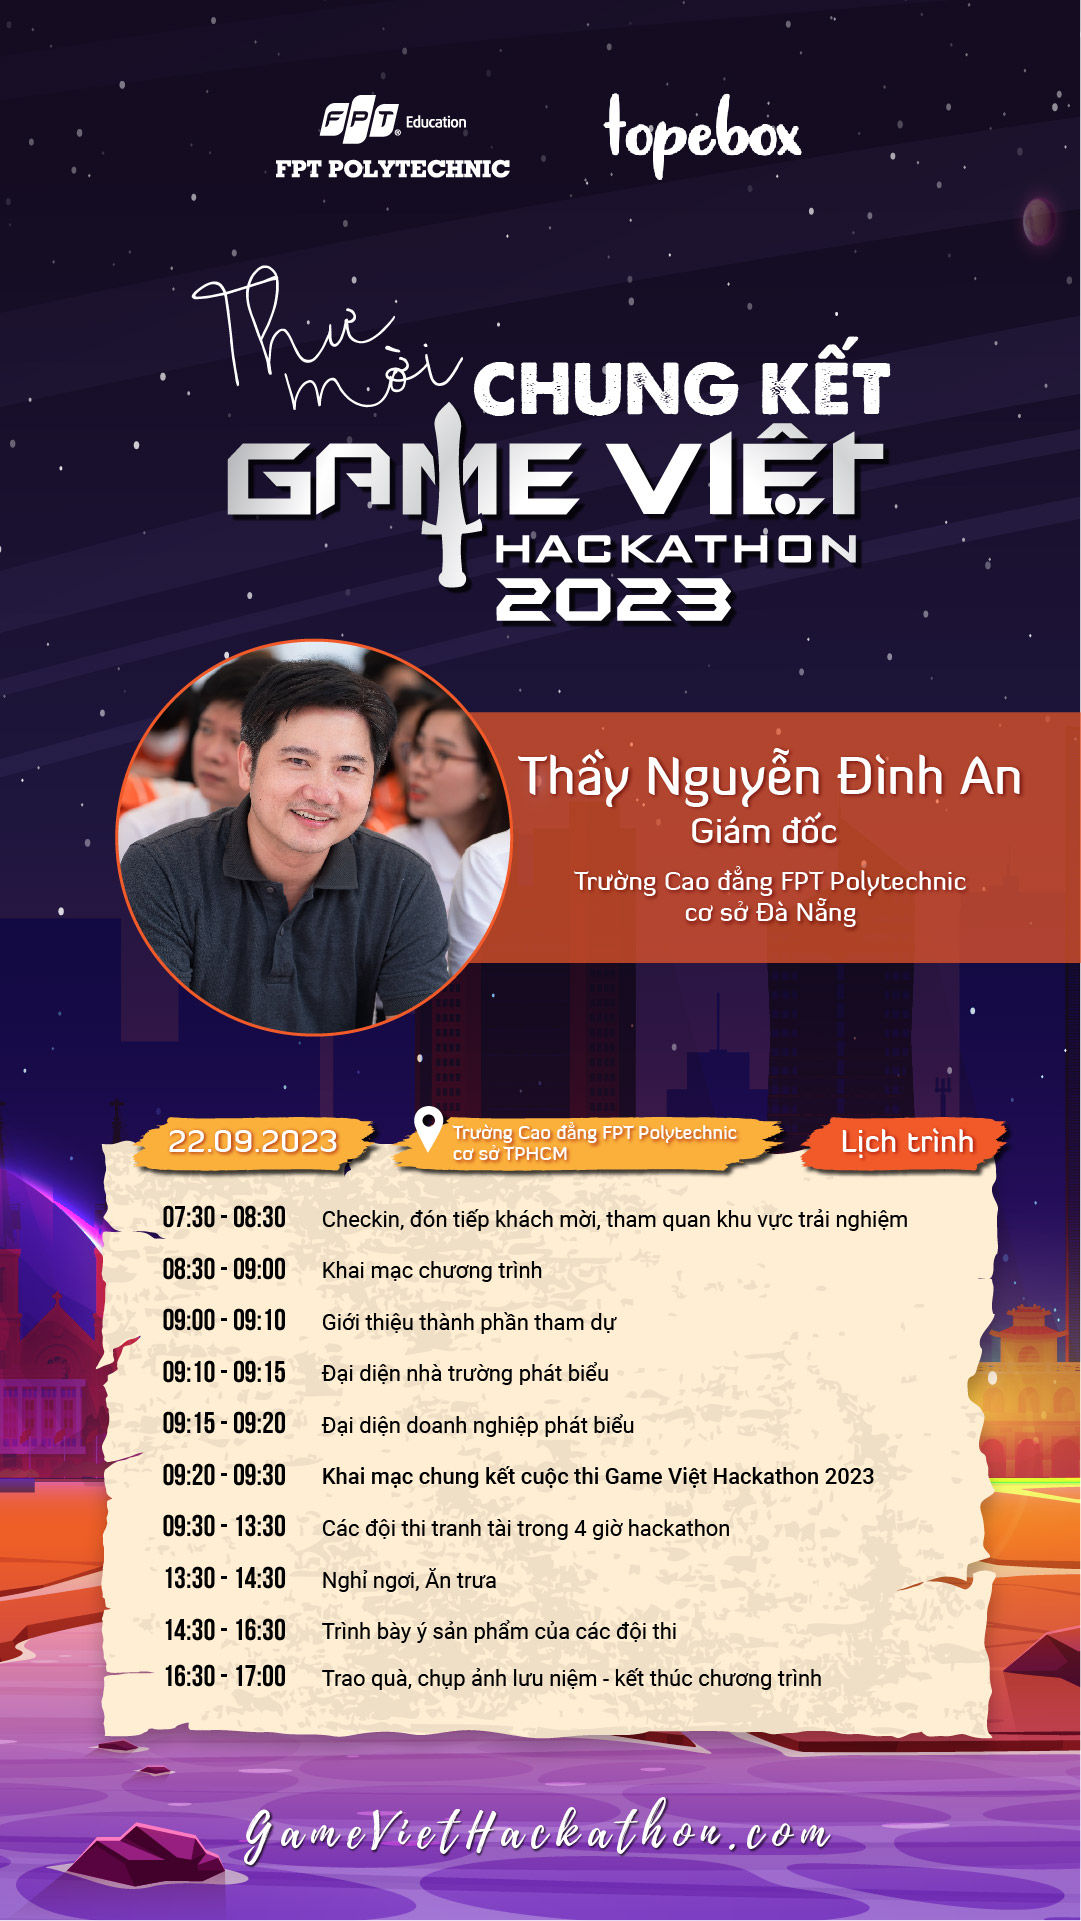 FPT Education
FPT POLYTECHNIC
topebox
Thư mời
CHUNG KẾT
GAME VIỆT
HACKATHON
2023
Thầy Nguyễn Đình An
Giám đốc
Trường Cao đẳng FPT Polytechnic
cơ sở Đà Nẵng
22.09.2023
Trường Cao đẳng FPT Polytechnic
cơ sở TPHCM
Lịch trình
07:30 - 08:30 Checkin, đón tiếp khách mời, tham quan khu vực trải nghiệm
08:30 - 09:00 Khai mạc chương trình
09:00 - 09:10 Giới thiệu thành phần tham dự
09:10 - 09:15 Đại diện nhà trường phát biểu
09:15 - 09:20 Đại diện doanh nghiệp phát biểu
09:20 - 09:30 Khai mạc chung kết cuộc thi Game Việt Hackathon 2023
09:30 - 13:30 Các đội thi tranh tài trong 4 giờ hackathon
13:30 - 14:30 Nghỉ ngơi, Ăn trưa
14:30 - 16:30 Trình bày ý sản phẩm của các đội thi
16:30 - 17:00 Trao quà, chụp ảnh lưu niệm - kết thúc chương trình
GameVietHackathon.com